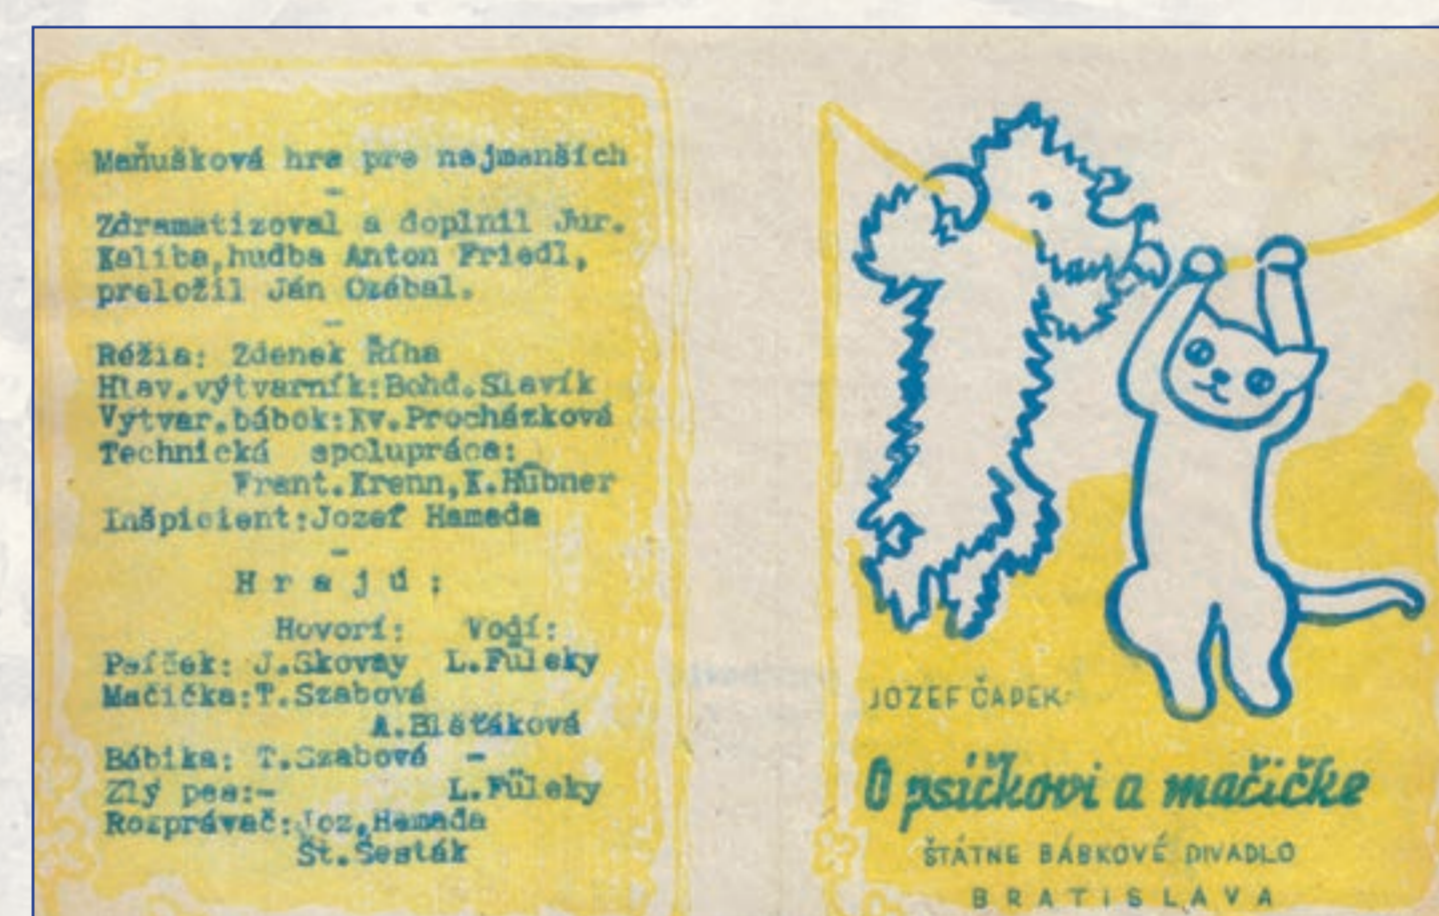 Maňušková hra pre najmenších
-
Zdramatizoval a doplnil Jur.
Kaliba,hudba Anton Friedl,
preložil Ján Ozábal.
-
Réžia: Zdenek Říha
Hlav.výtvarník:Bohd.Slavík
Vytvar.bábok:Kv.Procházková
Technická spolupráca:
Frant.Krenn,K.Hübner
Inšpicient:Jozef Hamada
-
Hrajú:
Hovorí: Vodí:
Psíček: J.Skovay L.Füleky
Mačička:T.Szabová
A.Blšťáková
Bábika: T.Szabová -
Zlý pes:- L.Füleky
Rozprávač:Joz.Hamada
Št.Šesták
JOZEF ČAPEK:
O psíčkovi a mačičke
ŠTÁTNE BÁBKOVÉ DIVADLO
BRATISLAVA